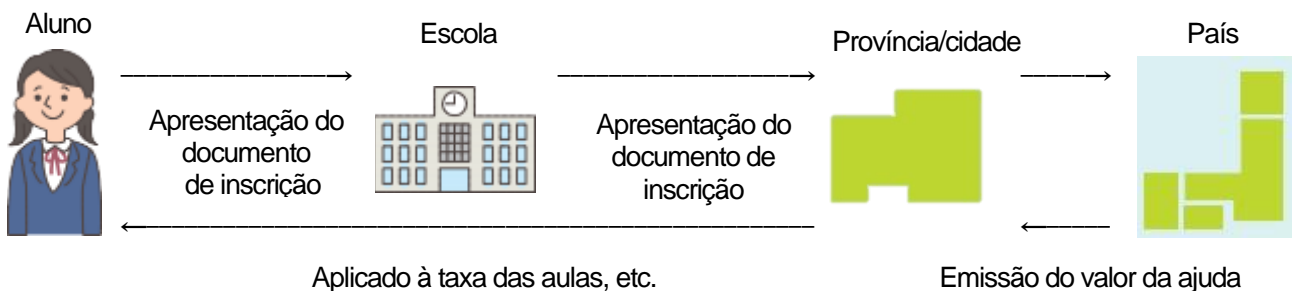 Aluno
Escola
Província/cidade
País
Apresentação do
documento
de inscrição
Apresentação do
documento de
inscrição
Aplicado à taxa das aulas, etc.
Emissão do valor da ajuda